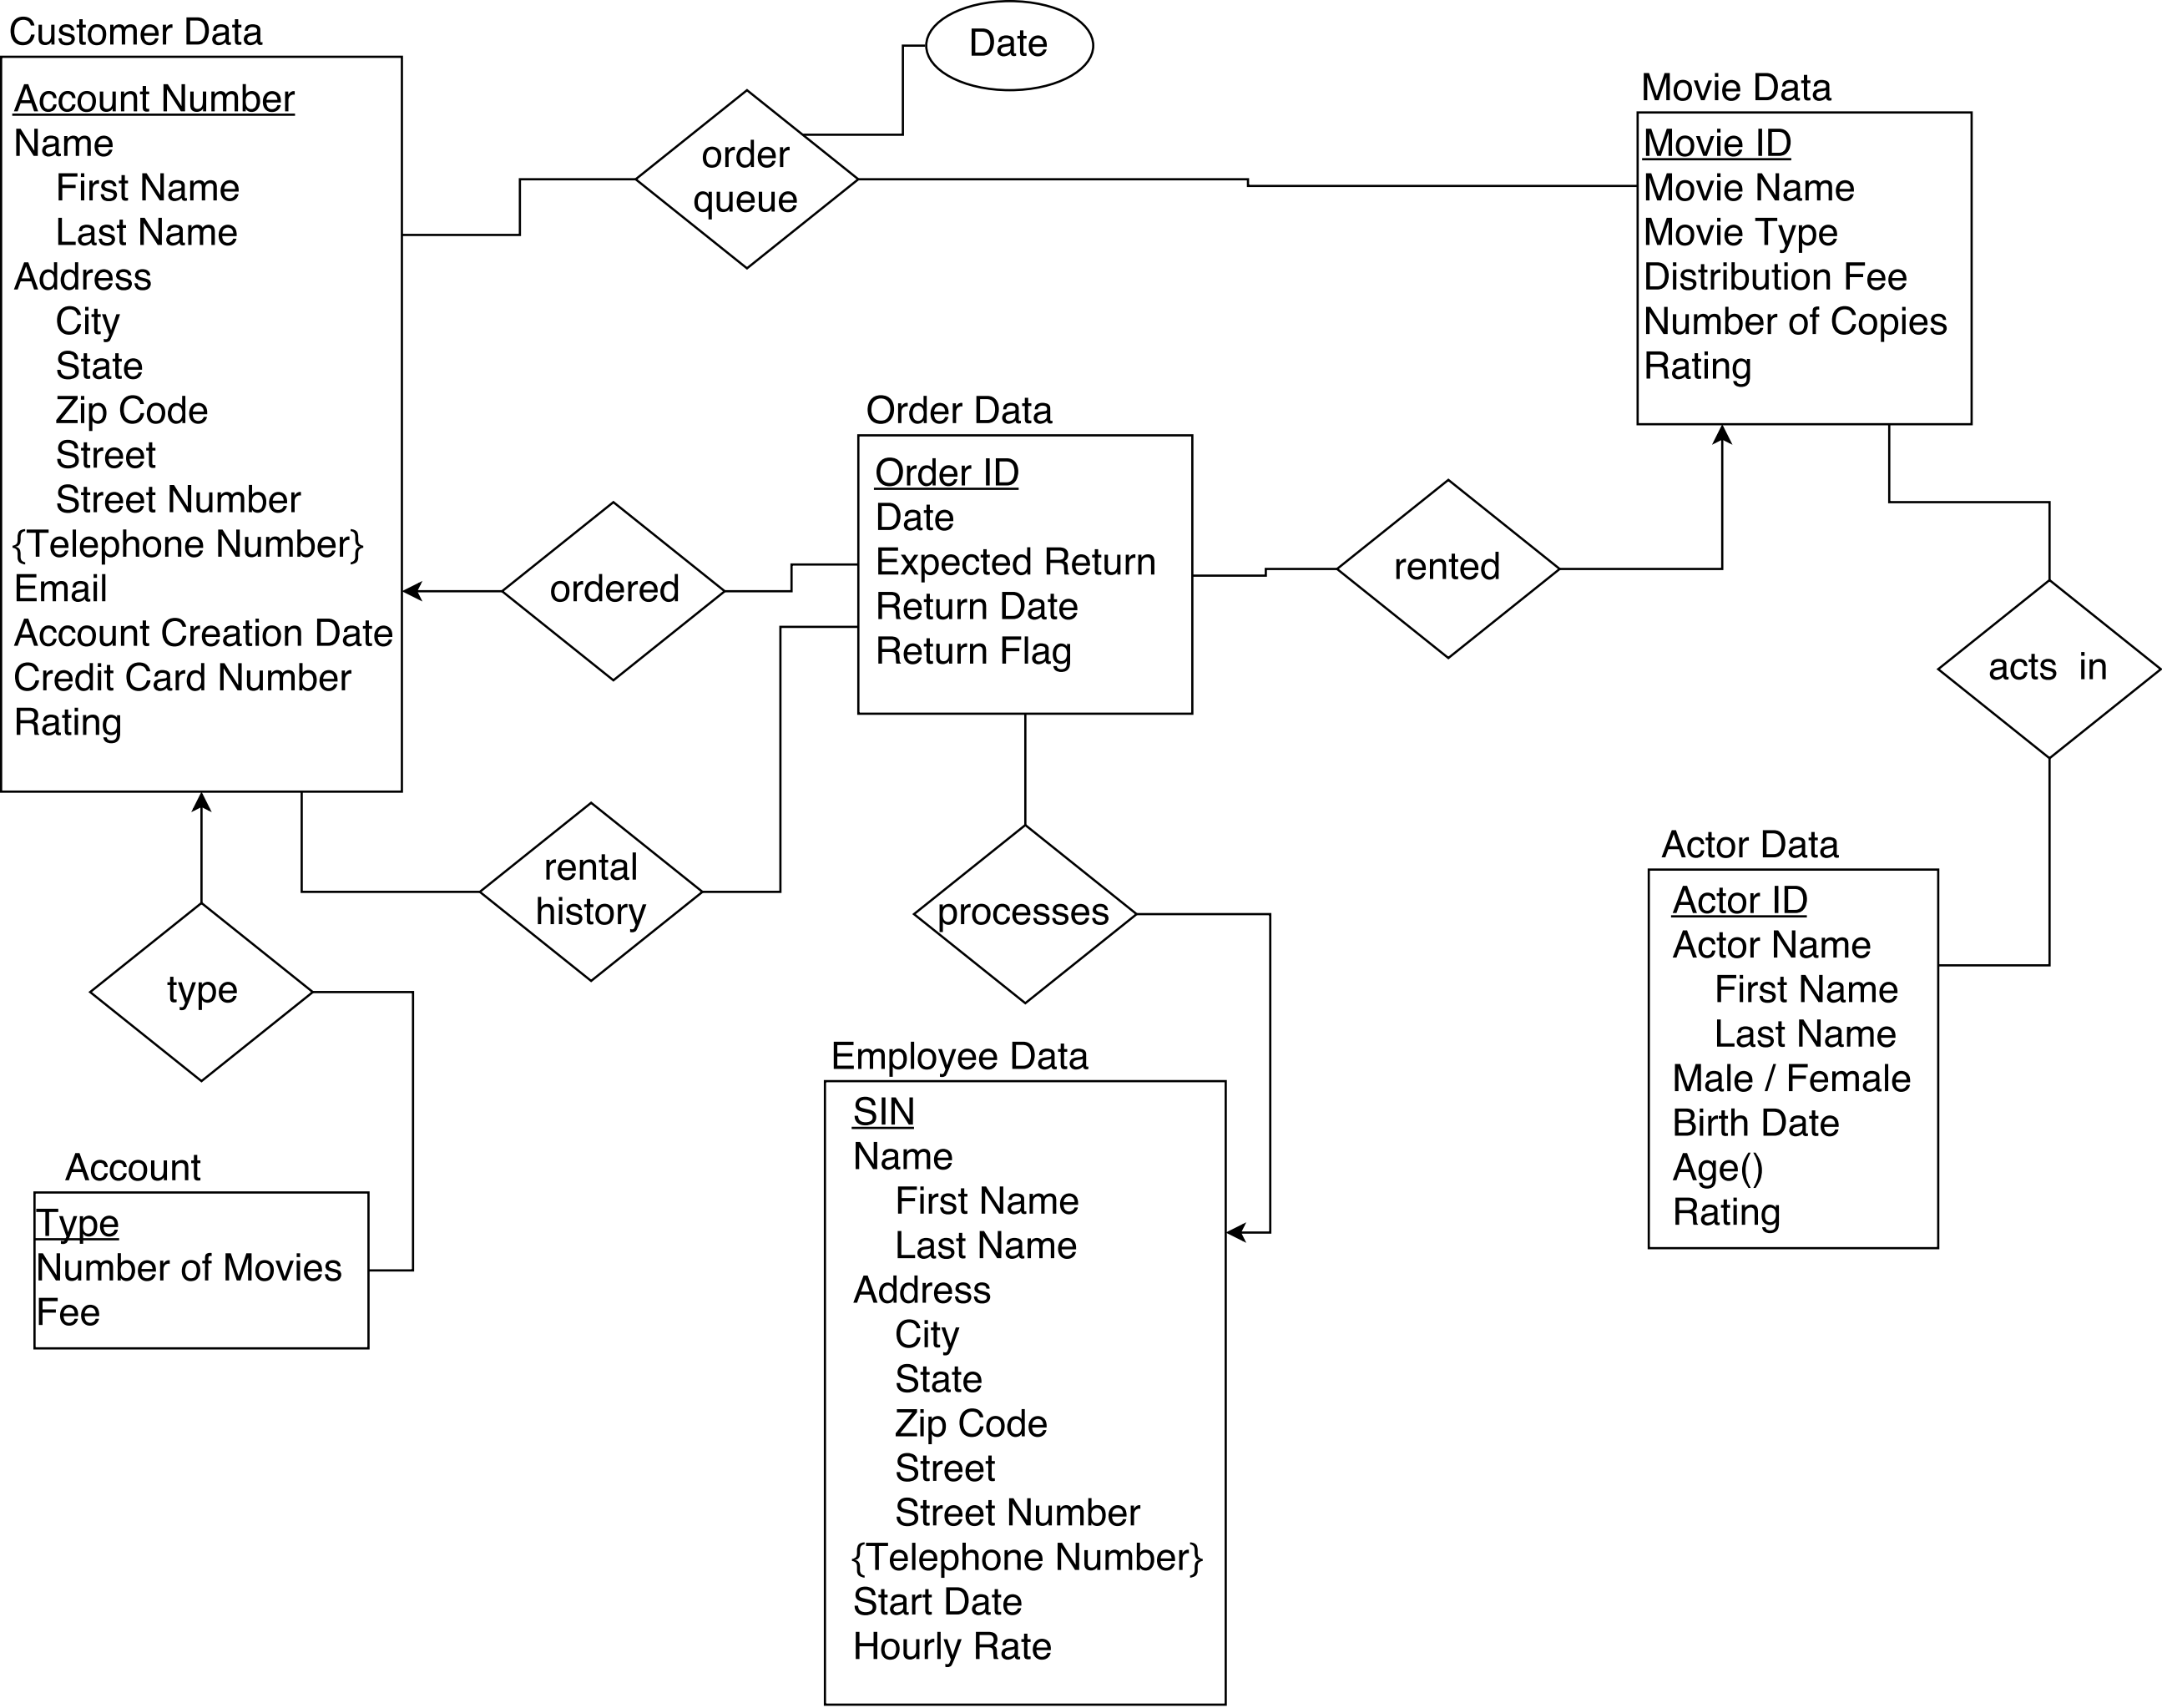 Customer Data
Account Number
Name
First Name
Last Name
Address
City
State
Zip Code
Street
Street Number
{Telephone Number}
Email
Account Creation Date
Credit Card Number
Rating
order
queue
Date
Movie Data
Movie ID
Movie Name
Movie Type
Distribution Fee
Number of Copies
Rating
Order Data
Order ID
Date
Expected Return
Return Date
Return Flag
ordered
rented
acts in
rental
history
processes
type
Account
Type
Number of Movies
Fee
Employee Data
SIN
Name
First Name
Last Name
Address
City
State
Zip Code
Street
Street Number
{Telephone Number}
Start Date
Hourly Rate
Actor Data
Actor ID
Actor Name
First Name
Last Name
Male / Female
Birth Date
Age()
Rating